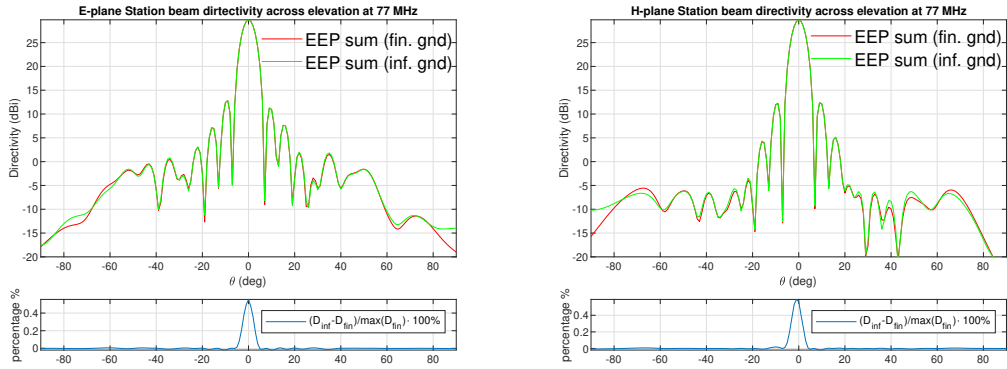 E-plane Station beam dirtectivity across elevation at 77 MHz
25
20
15
10
5
0
-5
-10
-15
-20
Directivity (dBi)
EEP sum (fin. gnd)
EEP sum (inf. gnd)
-80 -60 -40 -20 0 20 40 60 80
θ (deg)
percentage %
0.4
0.2
0
(D_inf-D_fin)/max(D_fin) · 100%
-80 -60 -40 -20 0 20 40 60 80
H-plane Station beam directivity across elevation at 77 MHz
25
20
15
10
5
0
-5
-10
-15
-20
Directivity (dBi)
EEP sum (fin. gnd)
EEP sum (inf. gnd)
-80 -60 -40 -20 0 20 40 60 80
θ (deg)
percentage %
0.4
0.2
0
(D_inf-D_fin)/max(D_fin) · 100%
-80 -60 -40 -20 0 20 40 60 80